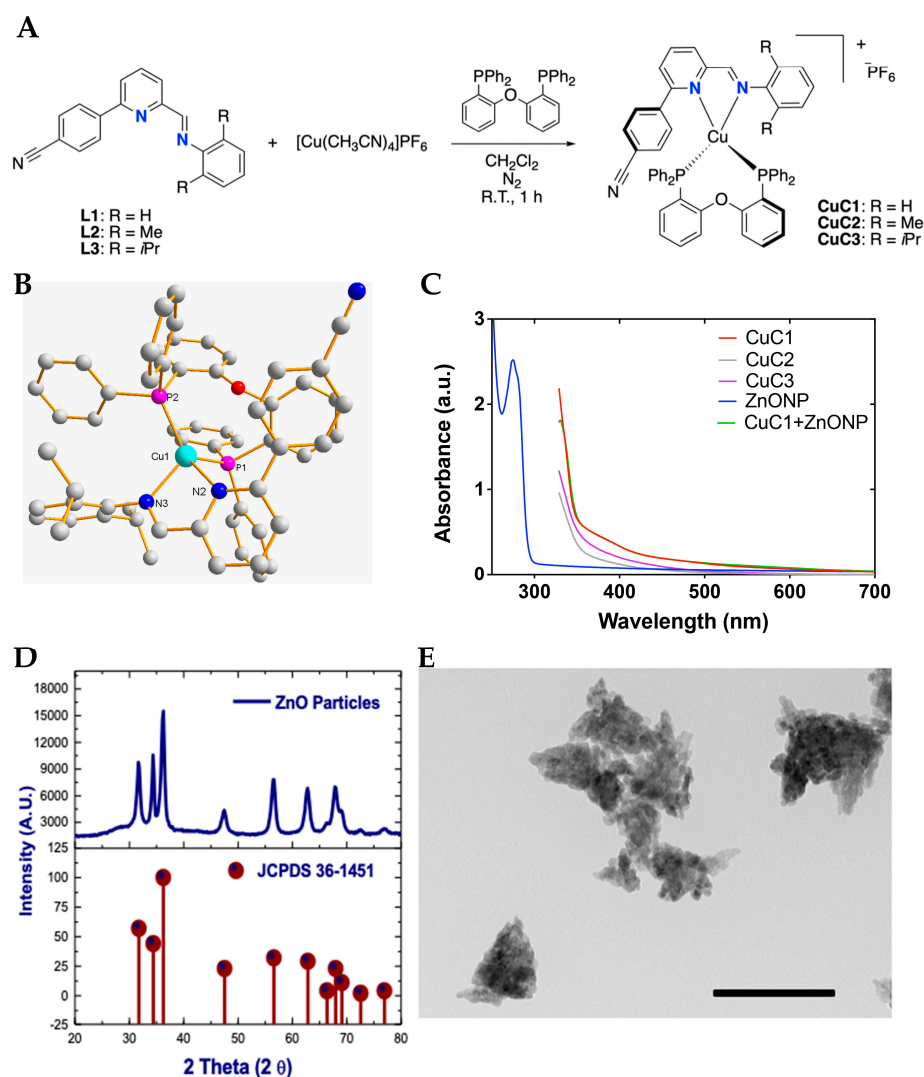 A
N
N
N
R
R
L1: R = H
L2: R = Me
L3: R = iPr
+
[Cu(CH3CN)4]PF6
PPh2
PPh2
O
CH2Cl2
N2
R.T., 1 h
R
R
N
N
N
Cu
Ph2P
PPh2
O
+
-PF6
CuC1: R = H
CuC2: R = Me
CuC3: R = iPr
B
P2
Cu1
P1
N3
N2
C
Absorbance (a.u.)
3
2
1
0
300
400
500
600
700
Wavelength (nm)
CuC1
CuC2
CuC3
ZnONP
CuC1+ZnONP
D
Intensity (A.U.)
18000
15000
12000
9000
6000
3000
ZnO Particles
125
100
75
50
25
0
-25
JCPDS 36-1451
20
30
40
50
60
70
80
2 Theta (2 θ)
E